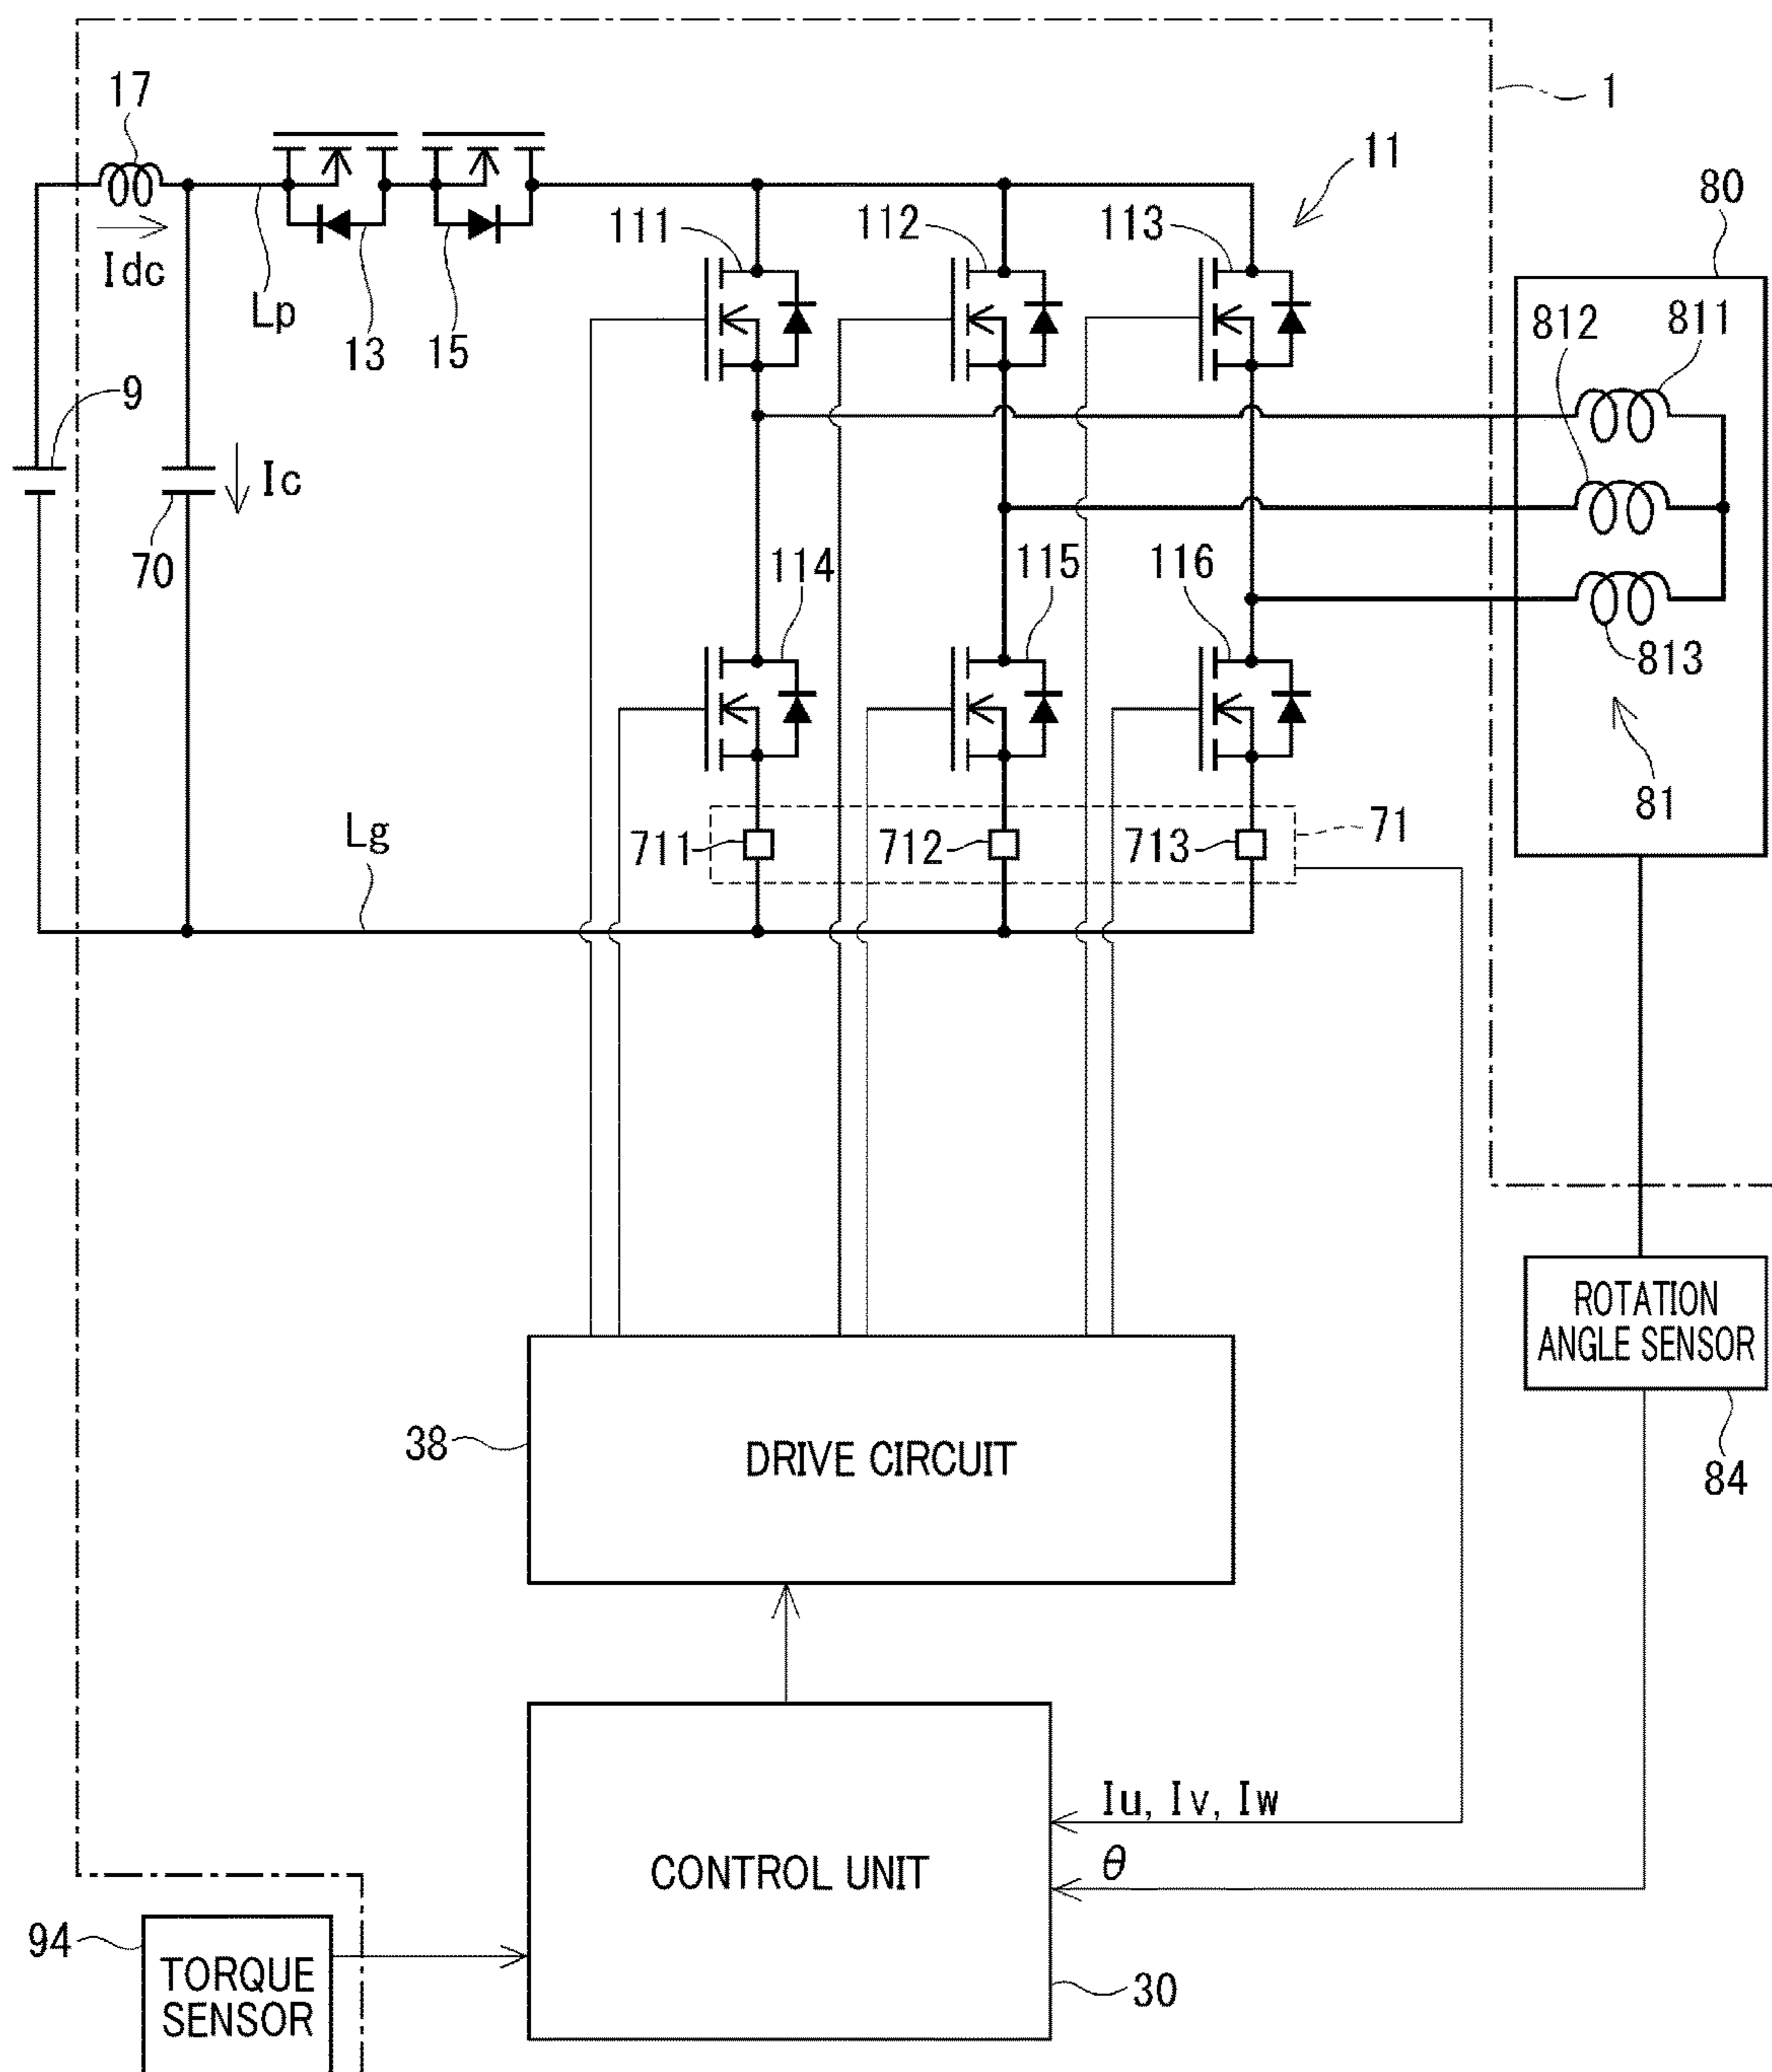 17
1
11
80
111
112
113
Idc
Lp
13
15
812
811
9
Ic
70
114
115
116
813
81
Lg
711
712
713
71
ROTATION
ANGLE SENSOR
38
DRIVE CIRCUIT
84
Iu, Iv, Iw
CONTROL UNIT
θ
94
TORQUE
SENSOR
30